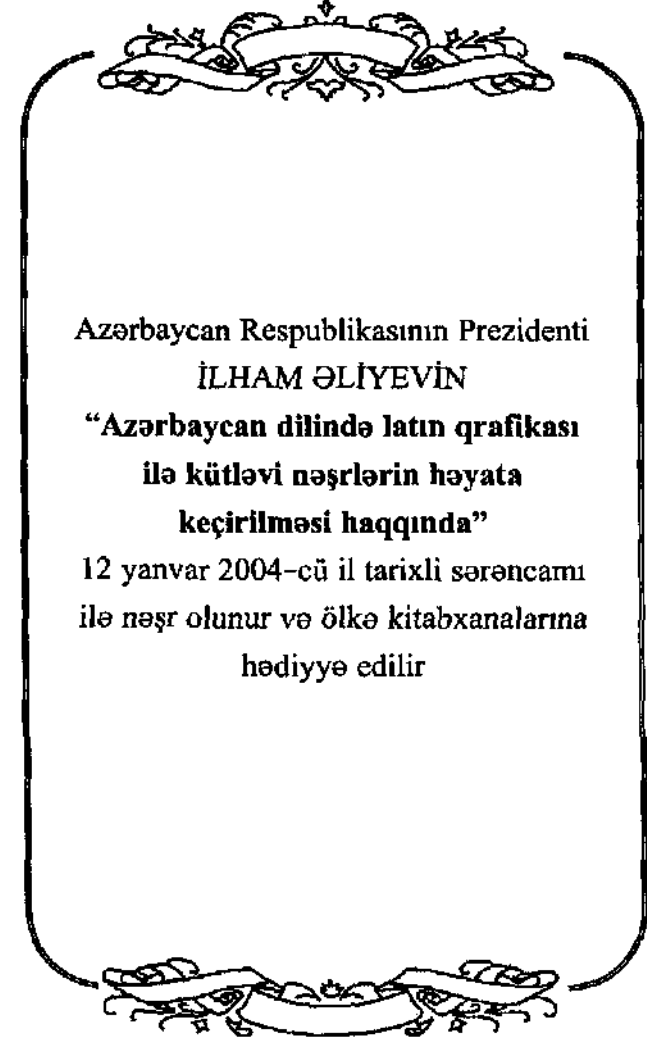 Azərbaycan Respublikasının Prezidenti
İLHAM ƏLİYEVİN
“Azərbaycan dilində latın qrafikası
ilə kütləvi nəşrlərin həyata
keçirilməsi haqqında”
12 yanvar 2004-cü il tarixli sərəncamı
ilə nəşr olunur və ölkə kitabxanalarına
hədiyyə edilir